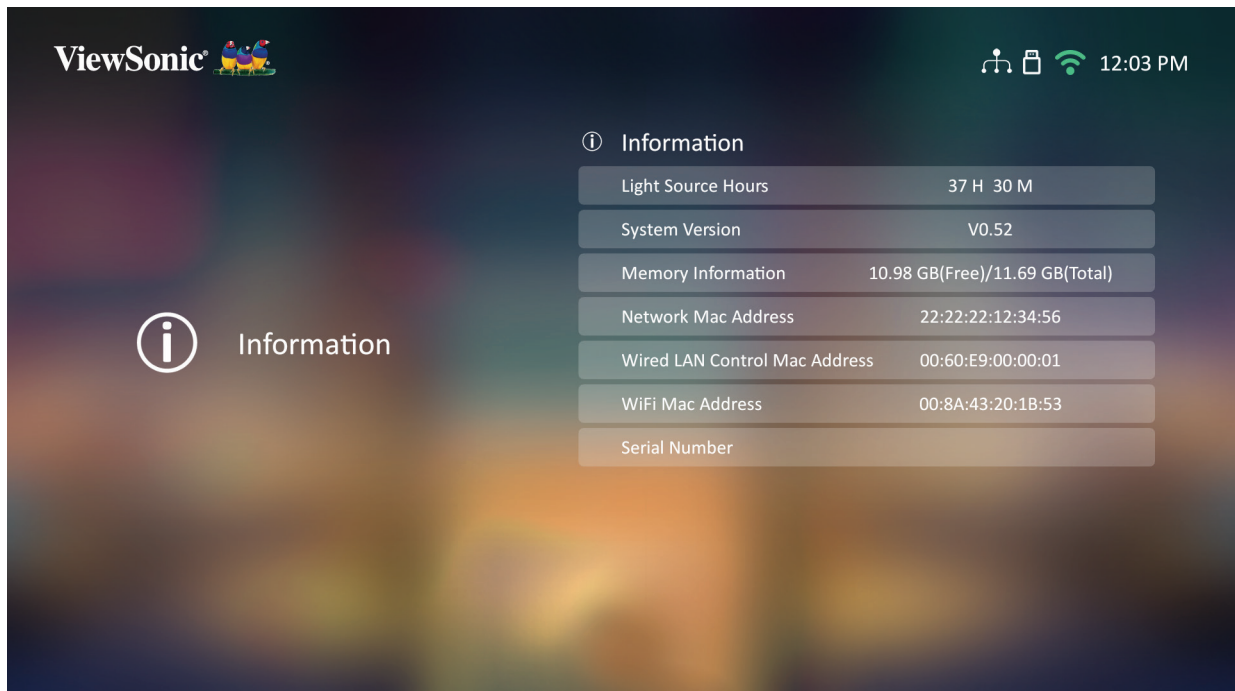 ViewSonic®
12:03 PM
Information
Information
Light Source Hours 37 H 30 M
System Version V0.52
Memory Information 10.98 GB(Free)/11.69 GB(Total)
Network Mac Address 22:22:22:12:34:56
Wired LAN Control Mac Address 00:60:E9:00:00:01
WiFi Mac Address 00:8A:43:20:1B:53
Serial Number